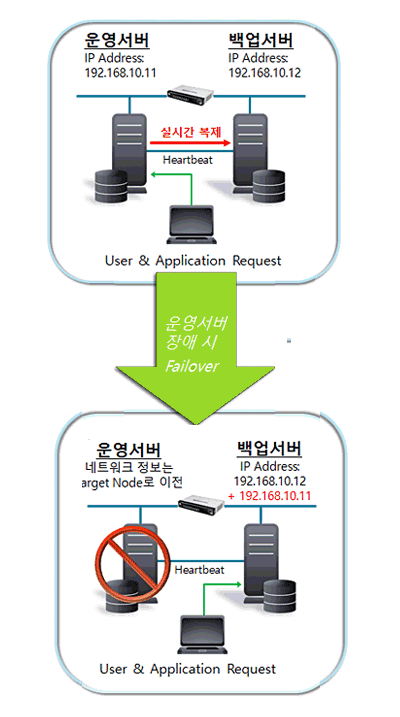 운영서버
IP Address:
192.168.10.11
백업서버
IP Address:
192.168.10.12
실시간 복제
Heartbeat
User & Application Request
운영서버
장애 시
Failover
운영서버
네트워크 정보는
arget Node로 이전
백업서버
IP Address:
192.168.10.12
+ 192.168.10.11
Heartbeat
User & Application Request